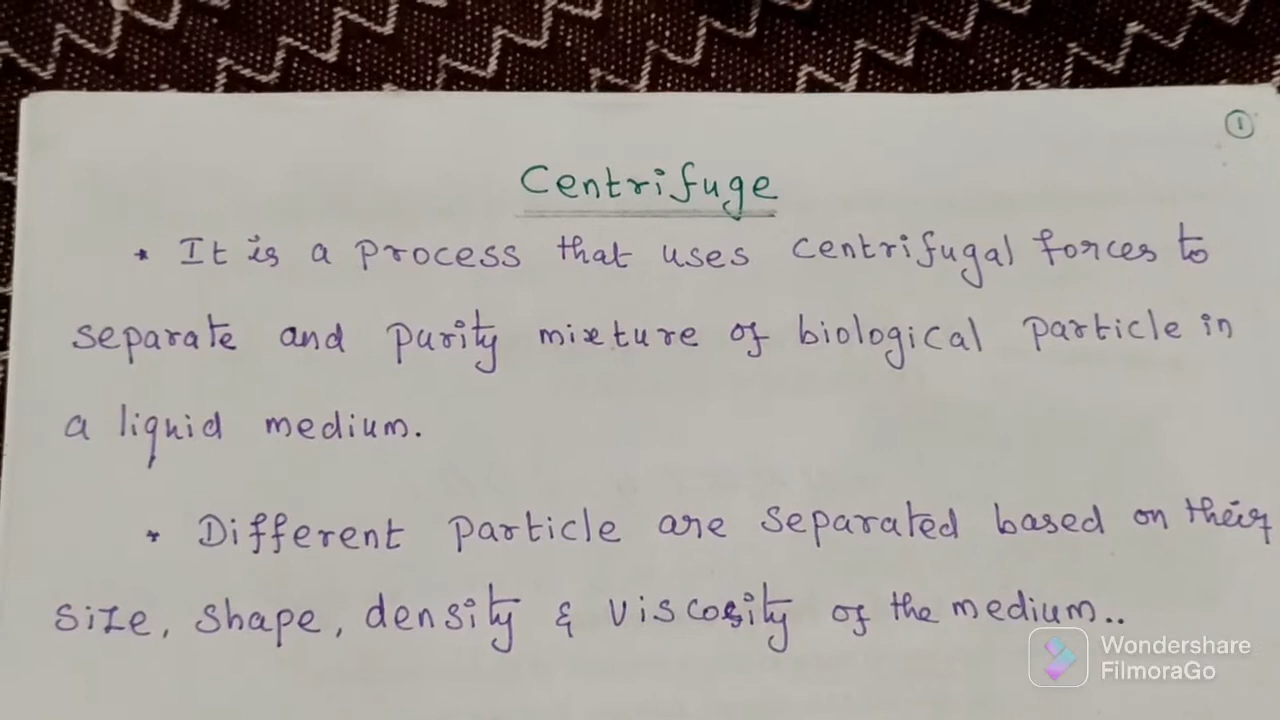 ①
Centrifuge
* It is a process that uses centrifugal forces to
separate and purity mixture of biological particle in
a liquid medium.
* Different particle are separated based on their
size, shape, density & viscosity of the medium..
Wondershare
FilmoraGo